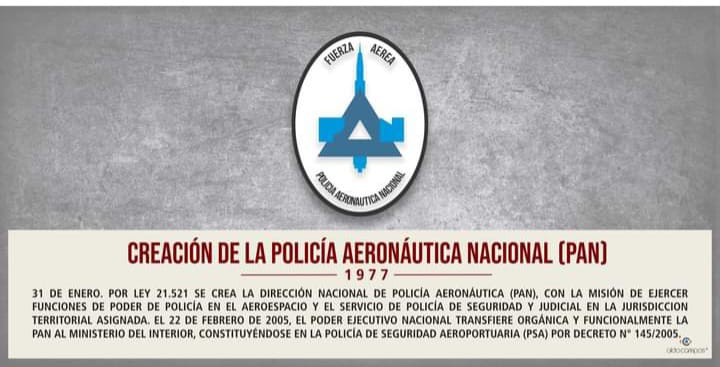 FUERZA AEREA
POLICIA AERONAUTICA NACIONAL
CREACIÓN DE LA POLICÍA AERONÁUTICA NACIONAL (PAN)
1977
31 DE ENERO. POR LEY 21.521 SE CREA LA DIRECCIÓN NACIONAL DE POLICÍA AERONÁUTICA (PAN), CON LA MISIÓN DE EJERCER
FUNCIONES DE PODER DE POLICÍA EN EL AEROESPACIO Y EL SERVICIO DE POLICÍA DE SEGURIDAD Y JUDICIAL EN LA JURISDICCION
TERRITORIAL ASIGNADA. EL 22 DE FEBRERO DE 2005, EL PODER EJECUTIVO NACIONAL TRANSFIERE ORGÁNICA Y FUNCIONALMENTE LA
PAN AL MINISTERIO DEL INTERIOR, CONSTITUYÉNDOSE EN LA POLICÍA DE SEGURIDAD AEROPORTUARIA (PSA) POR DECRETO N° 145/2005.
aldocampos